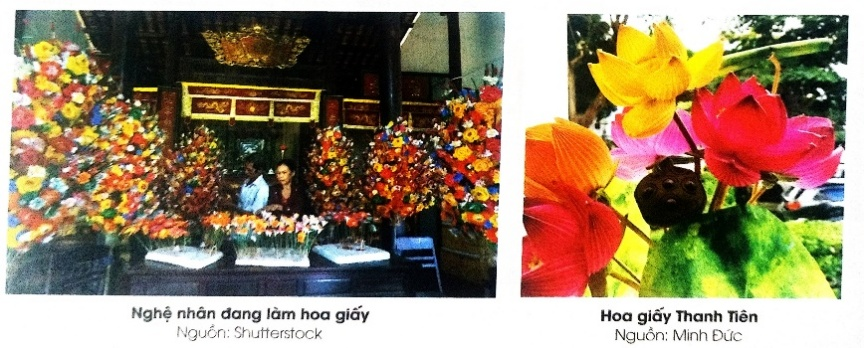 Nghệ nhân đang làm hoa giấy
Nguồn: Shutterstock
Hoa giấy Thanh Tiên
Nguồn: Minh Đức